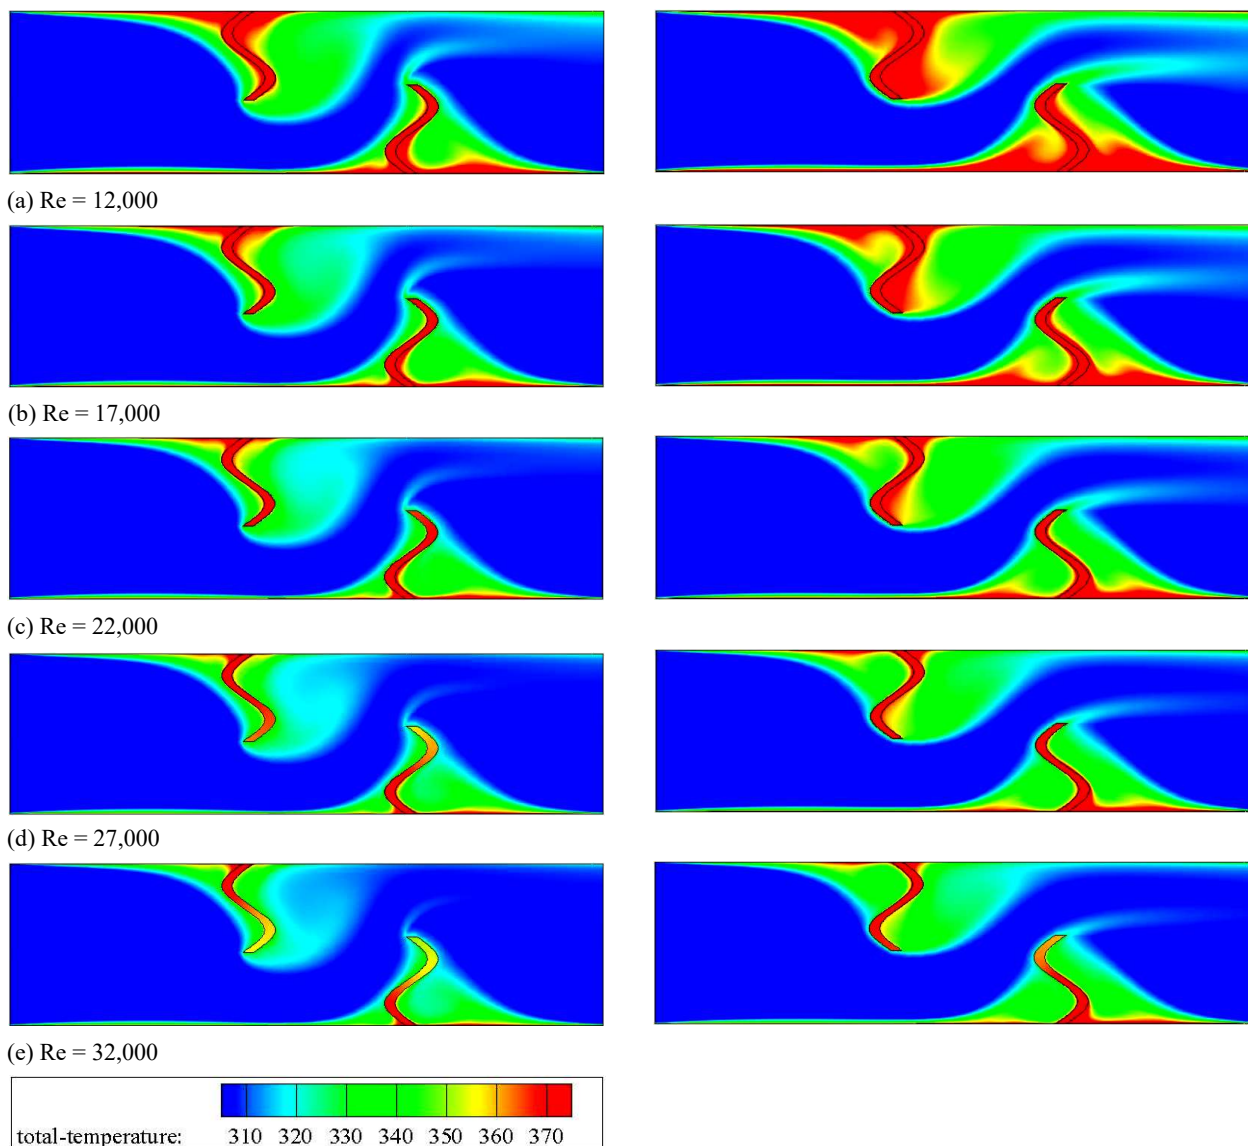 (a) Re = 12,000
(b) Re = 17,000
(c) Re = 22,000
(d) Re = 27,000
(e) Re = 32,000
total-temperature: 310 320 330 340 350 360 370